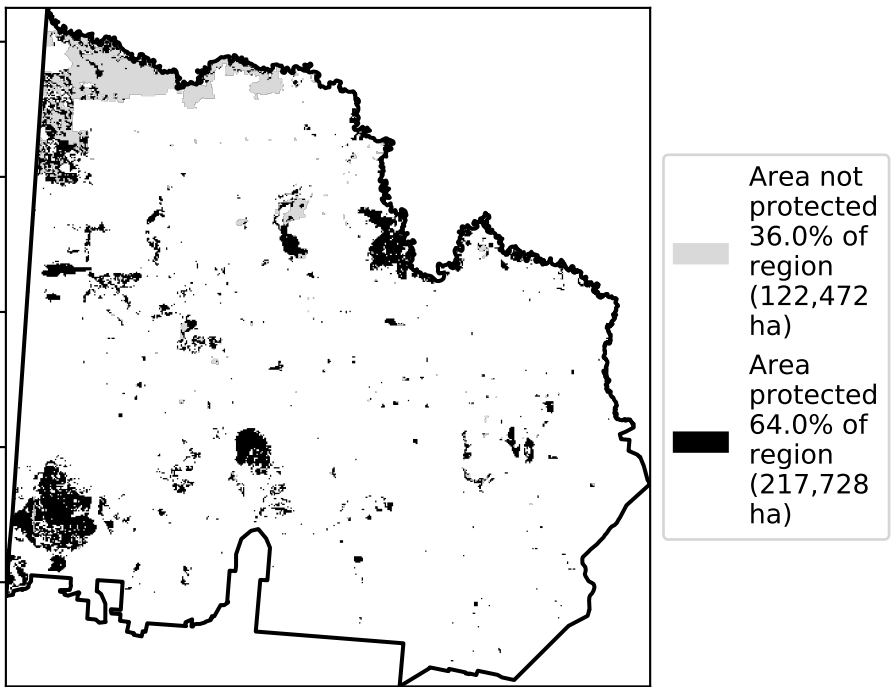 Area not
protected
36.0% of
region
(122,472
ha)
Area
protected
64.0% of
region
(217,728
ha)